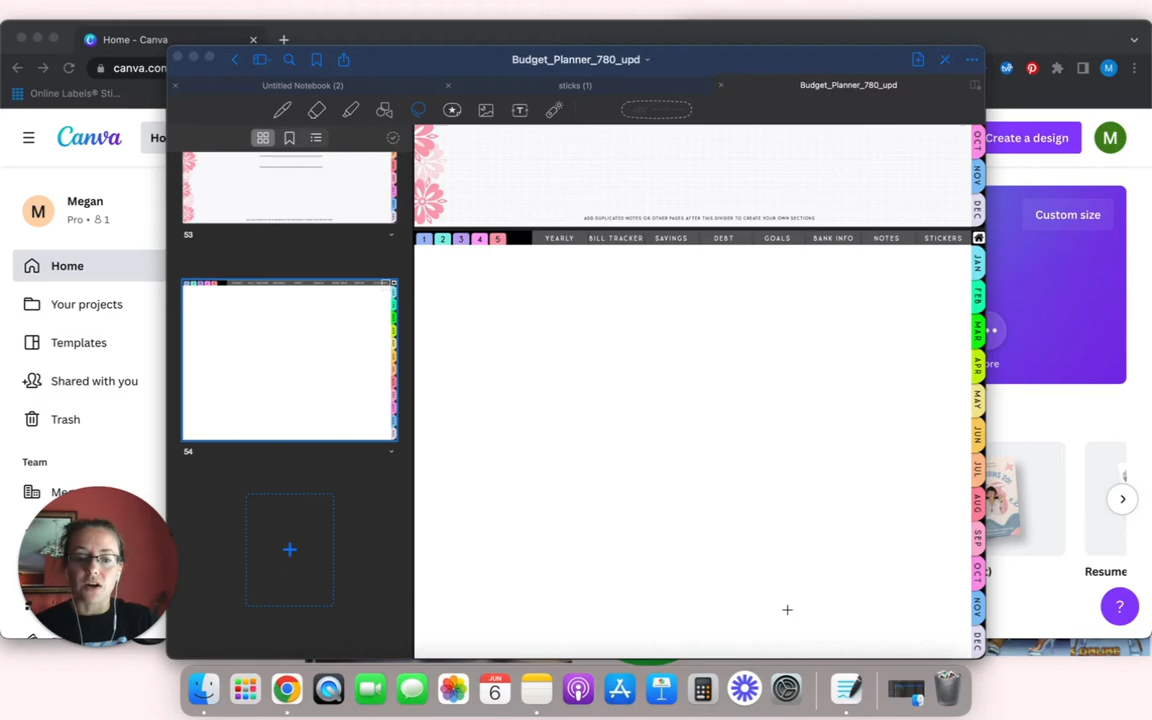 Home - Canva
canva.con
Online Labels® Sti...
Canva
Ho
Create a design
M
M
Megan
Pro • 1
Home
Your projects
Templates
Shared with you
Trash
Team
Custom size
ore
Resume
?
Budget_Planner_780_upd
Untitled Notebook (2)
sticks (1)
Budget_Planner_780_upd
53
54
ADD DUPLICATED NOTES OR OTHER PAGES AFTER THIS DIVIDER TO CREATE YOUR OWN SECTIONS
OCT
NOV
DEC
1 2 3 4 5 YEARLY BILL TRACKER SAVINGS DEBT GOALS BANK INFO NOTES STICKERS
JAN
FEB
MAR
APR
MAY
JUN
JUL
AUG
SEP
OCT
NOV
DEC
JUN
6